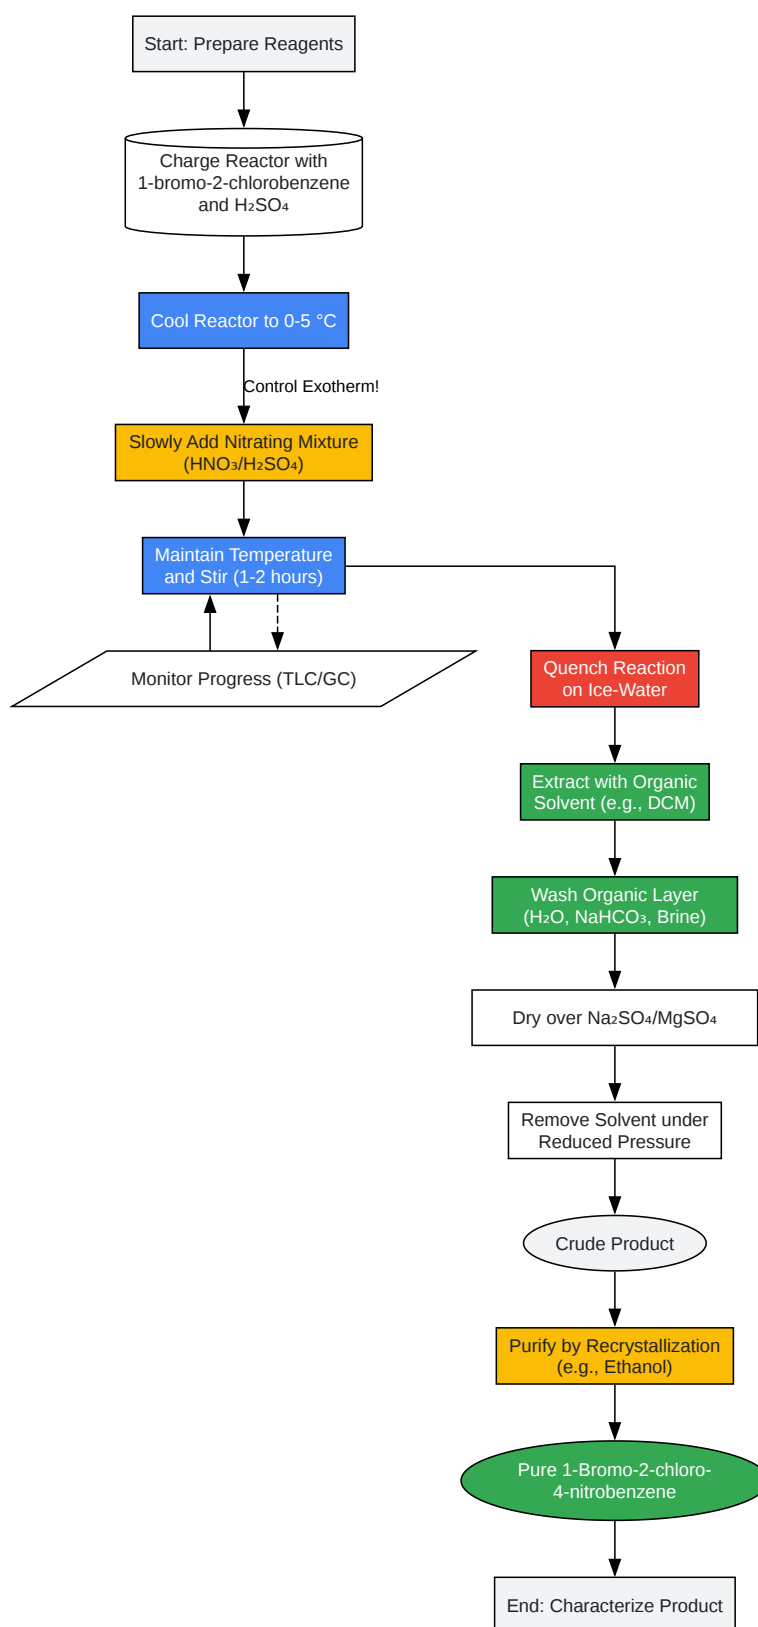 Start: Prepare Reagents
Charge Reactor with
1-bromo-2-chlorobenzene
and H₂SO₄
Cool Reactor to 0-5 °C
Control Exotherm!
Slowly Add Nitrating Mixture
(HNO₃/H₂SO₄)
Maintain Temperature
and Stir (1-2 hours)
Monitor Progress (TLC/GC)
Quench Reaction
on Ice-Water
Extract with Organic
Solvent (e.g., DCM)
Wash Organic Layer
(H₂O, NaHCO₃, Brine)
Dry over Na₂SO₄/MgSO₄
Remove Solvent under
Reduced Pressure
Crude Product
Purify by Recrystallization
(e.g., Ethanol)
Pure 1-Bromo-2-chloro-
4-nitrobenzene
End: Characterize Product